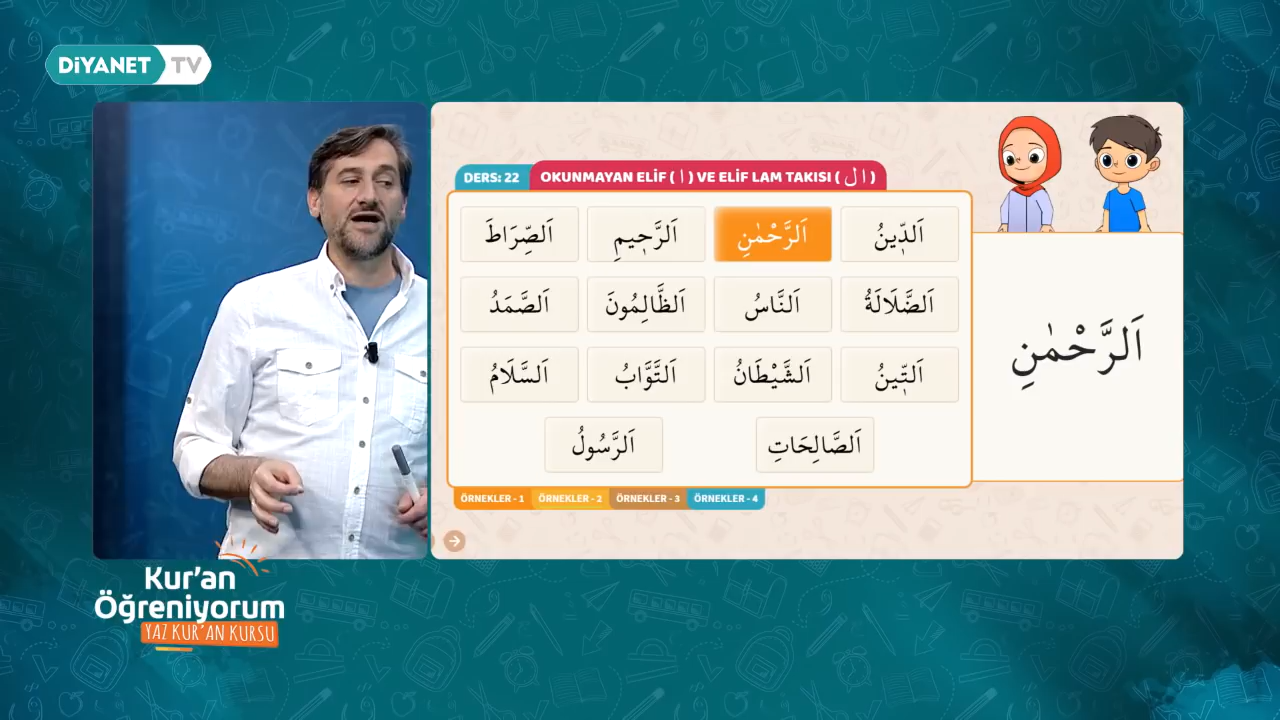 DiYANET TV
DERS: 22
OKUNMAYAN ELİF ( ا ) VE ELİF LAM TAKISI ( ال )
اَلدّ۪ينُ
اَلرَّحْمٰنِ
اَلرَّح۪يمِ
اَلصِّرَاطَ
اَلضَّلَالَةُ
اَلنَّاسُ
اَلظَّالِمُونَ
اَلصَّمَدُ
اَلتّ۪ينُ
اَلشَّيْطَانُ
اَلتَّوَّابُ
اَلسَّلَامُ
اَلصَّالِحَاتِ
اَلرَّسُولُ
اَلرَّحْمٰنِ
ÖRNEKLER - 1
ÖRNEKLER - 2
ÖRNEKLER - 3
ÖRNEKLER - 4
Kur'an
Öğreniyorum
YAZ KUR'AN KURSU